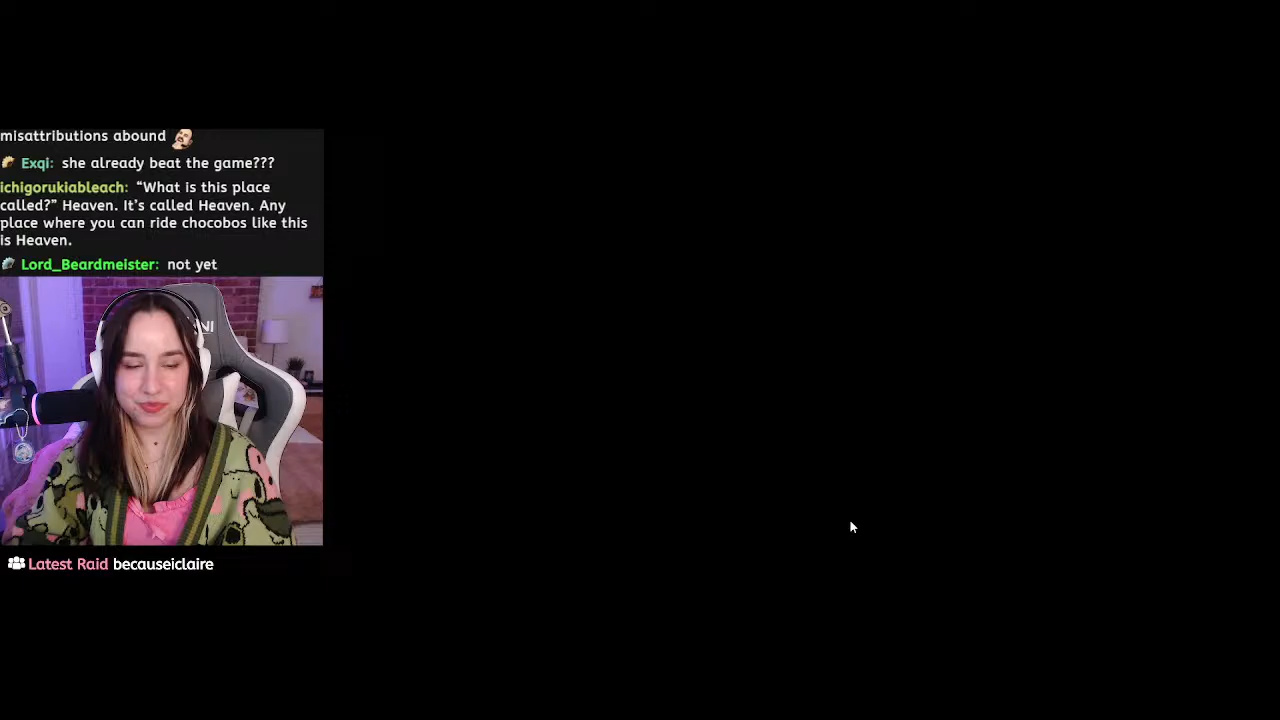 misattributions abound
Exqi: she already beat the game???
ichigorukiableach: “What is this place
called?” Heaven. It’s called Heaven. Any
place where you can ride chocobos like this
is Heaven.
Lord_Beardmeister: not yet
Latest Raid becauseiclaire